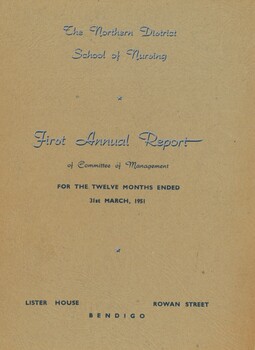 The Northern District
School of Nursing
First Annual Report
of Committee of Management
FOR THE TWELVE MONTHS ENDED
31st MARCH, 1951
LISTER HOUSE ROWAN STREET
BENDIGO